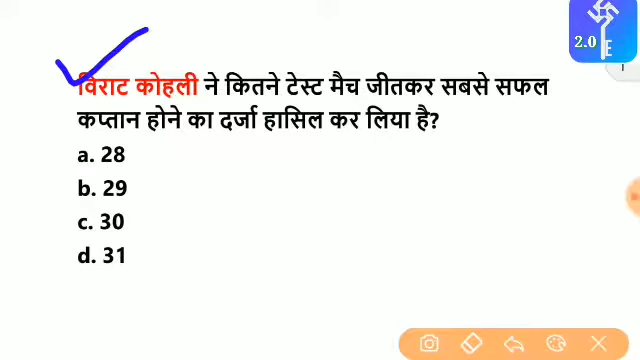 2.0
E
विराट कोहली ने कितने टेस्ट मैच जीतकर सबसे सफल
कप्तान होने का दर्जा हासिल कर लिया है?
a. 28
b. 29
c. 30
d. 31